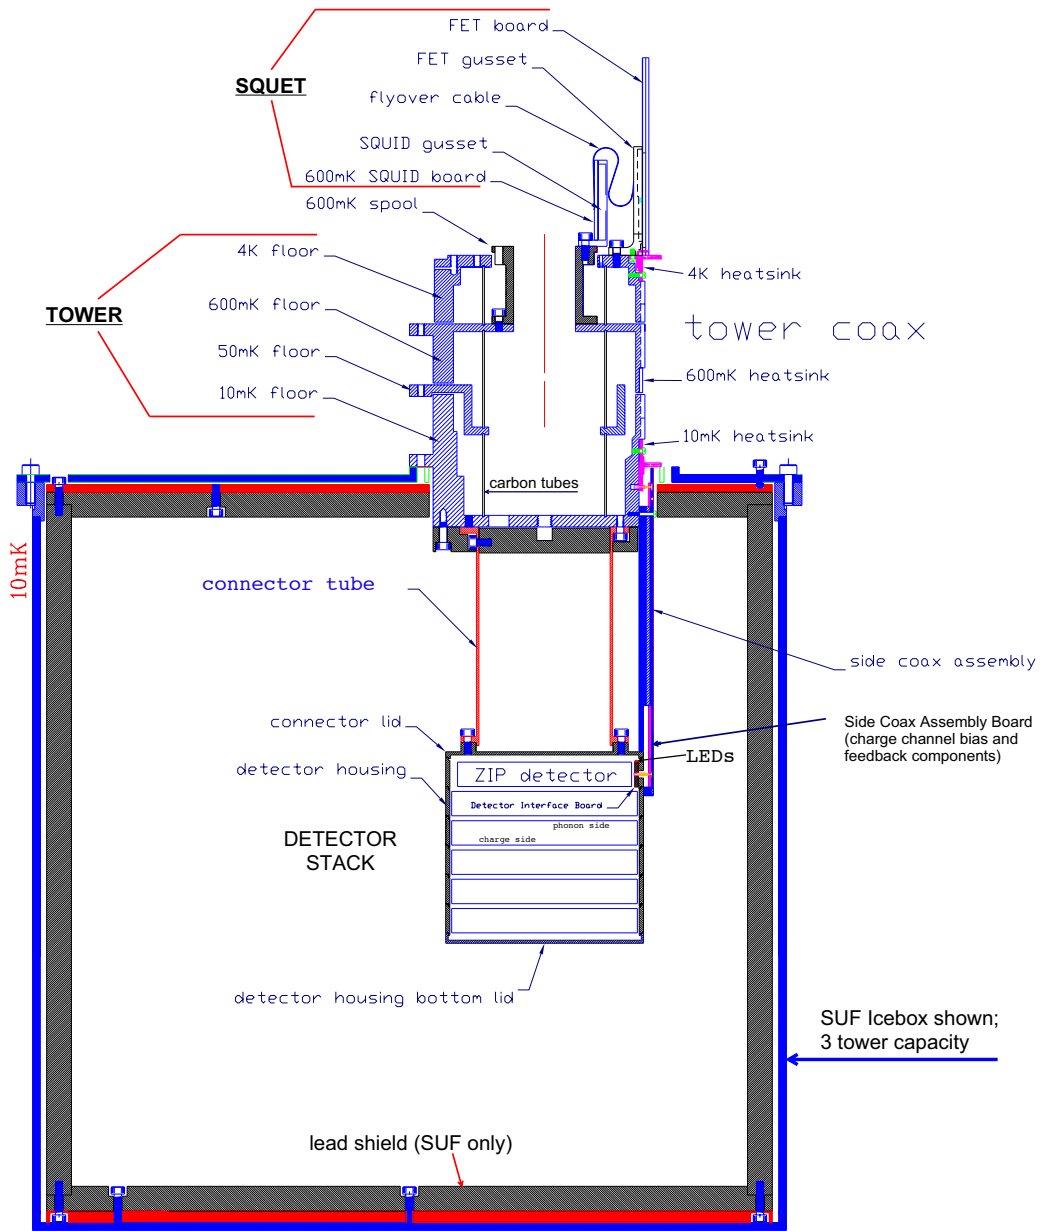 FET board
FET gusset
SQUET
flyover cable
SQUID gusset
600mK SQUID board
600mK spool
4K floor
4K heatsink
600mK floor
TOWER
tower coax
50mK floor
600mK heatsink
10mK floor
10mK heatsink
carbon tubes
10mK
connector tube
side coax assembly
connector lid
Side Coax Assembly Board
(charge channel bias and
feedback components)
LEDs
detector housing
ZIP detector
Detector Interface Board
phonon side
charge side
DETECTOR
STACK
detector housing bottom lid
SUF Icebox shown;
3 tower capacity
lead shield (SUF only)